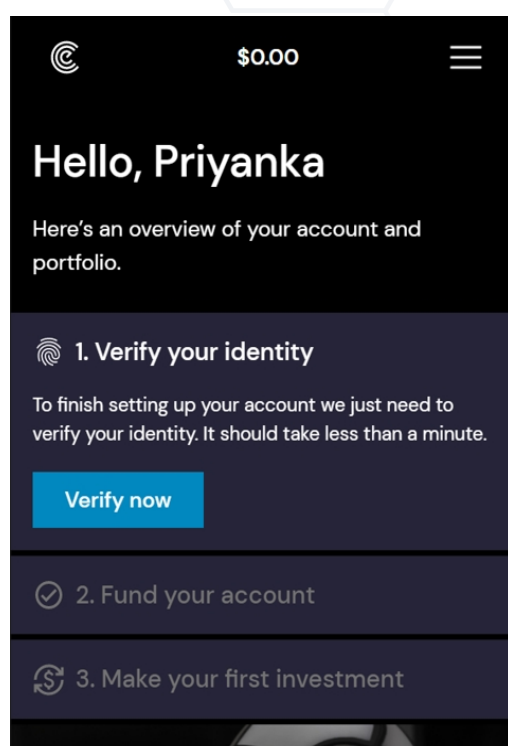 $0.00
Hello, Priyanka
Here's an overview of your account and
portfolio.
1. Verify your identity
To finish setting up your account we just need to
verify your identity. It should take less than a minute.
Verify now
2. Fund your account
3. Make your first investment